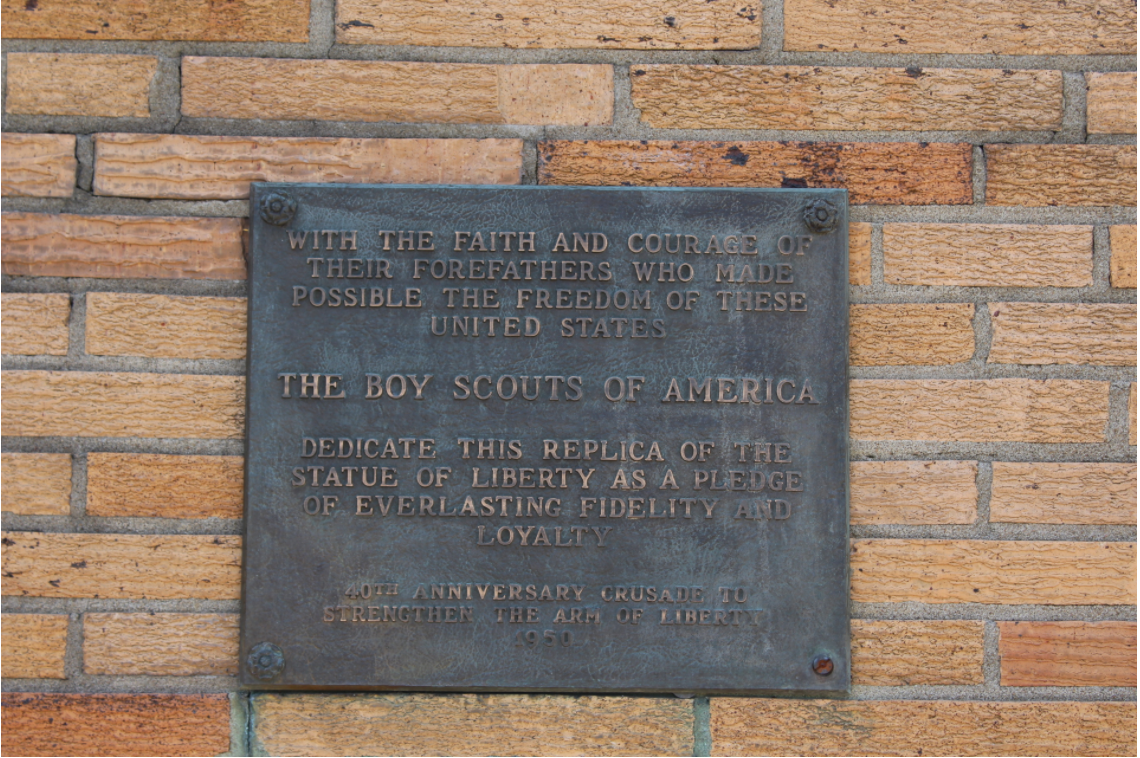 WITH THE FAITH AND COURAGE OF
THEIR FOREFATHERS WHO MADE
POSSIBLE THE FREEDOM OF THESE
UNITED STATES
THE BOY SCOUTS OF AMERICA
DEDICATE THIS REPLICA OF THE
STATUE OF LIBERTY AS A PLEDGE
OF EVERLASTING FIDELITY AND
LOYALTY
40TH ANNIVERSARY CRUSADE TO
STRENGTHEN THE ARM OF LIBERTY
1950